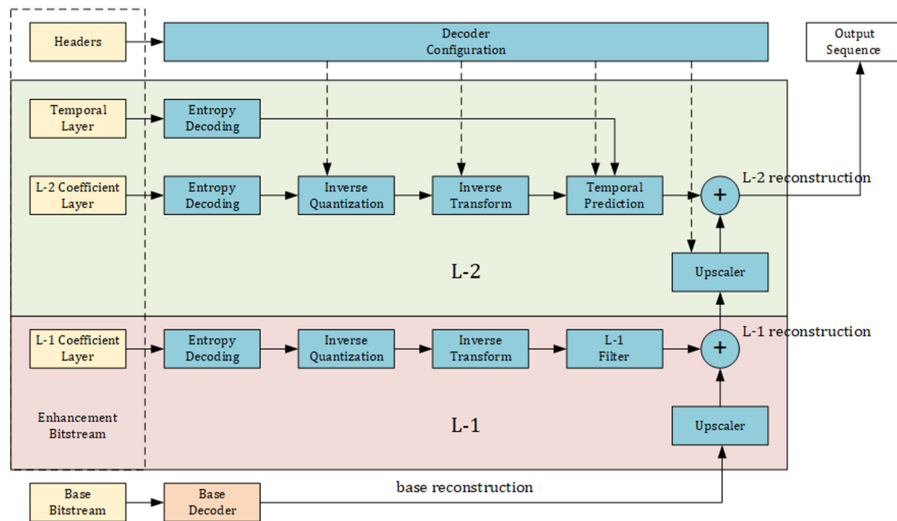 Headers
Decoder
Configuration
Output
Sequence
Temporal
Layer
Entropy
Decoding
L-2 Coefficient
Layer
Entropy
Decoding
Inverse
Quantization
Inverse
Transform
Temporal
Prediction
+
L-2 reconstruction
L-2
Upscaler
L-1 Coefficient
Layer
Entropy
Decoding
Inverse
Quantization
Inverse
Transform
L-1
Filter
+
L-1 reconstruction
Enhancement
Bitstream
L-1
Upscaler
Base
Bitstream
Base
Decoder
base reconstruction